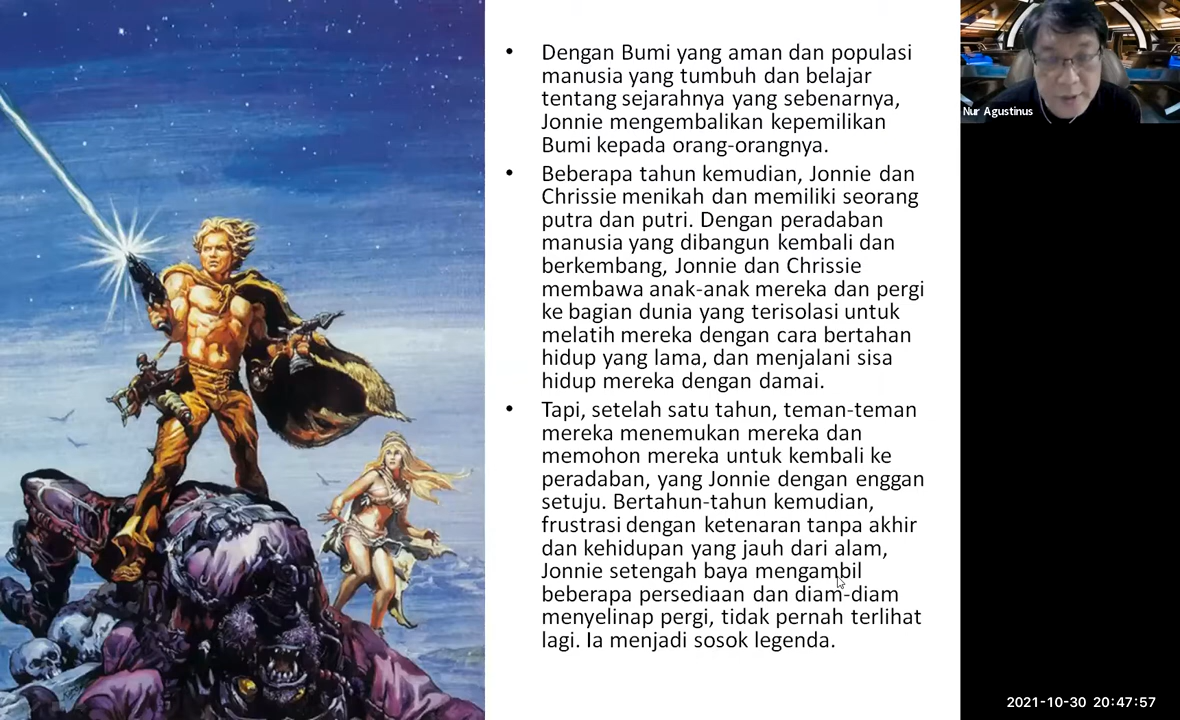 • Dengan Bumi yang aman dan populasi
manusia yang tumbuh dan belajar
tentang sejarahnya yang sebenarnya,
Jonnie mengembalikan kepemilikan
Bumi kepada orang-orangnya.
• Beberapa tahun kemudian, Jonnie dan
Chrissie menikah dan memiliki seorang
putra dan putri. Dengan peradaban
manusia yang dibangun kembali dan
berkembang, Jonnie dan Chrissie
membawa anak-anak mereka dan pergi
ke bagian dunia yang terisolasi untuk
melatih mereka dengan cara bertahan
hidup yang lama, dan menjalani sisa
hidup mereka dengan damai.
• Tapi, setelah satu tahun, teman-teman
mereka menemukan mereka dan
memohon mereka untuk kembali ke
peradaban, yang Jonnie dengan enggan
setuju. Bertahun-tahun kemudian,
frustrasi dengan ketenaran tanpa akhir
dan kehidupan yang jauh dari alam,
Jonnie setengah baya mengambil
beberapa persediaan dan diam-diam
menyelinap pergi, tidak pernah terlihat
lagi. Ia menjadi sosok legenda.
Nur Agustinus
2021-10-30 20:47:57